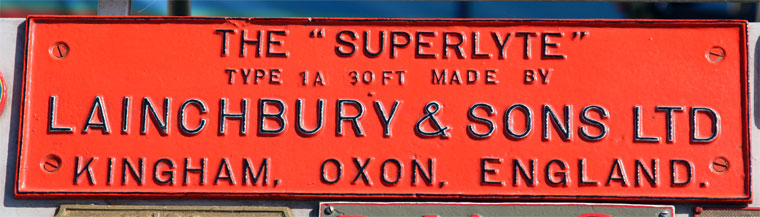 THE "SUPERLYTE"
TYPE 1A 30FT MADE BY
LAINCHBURY & SONS LTD
KINGHAM, OXON, ENGLAND.